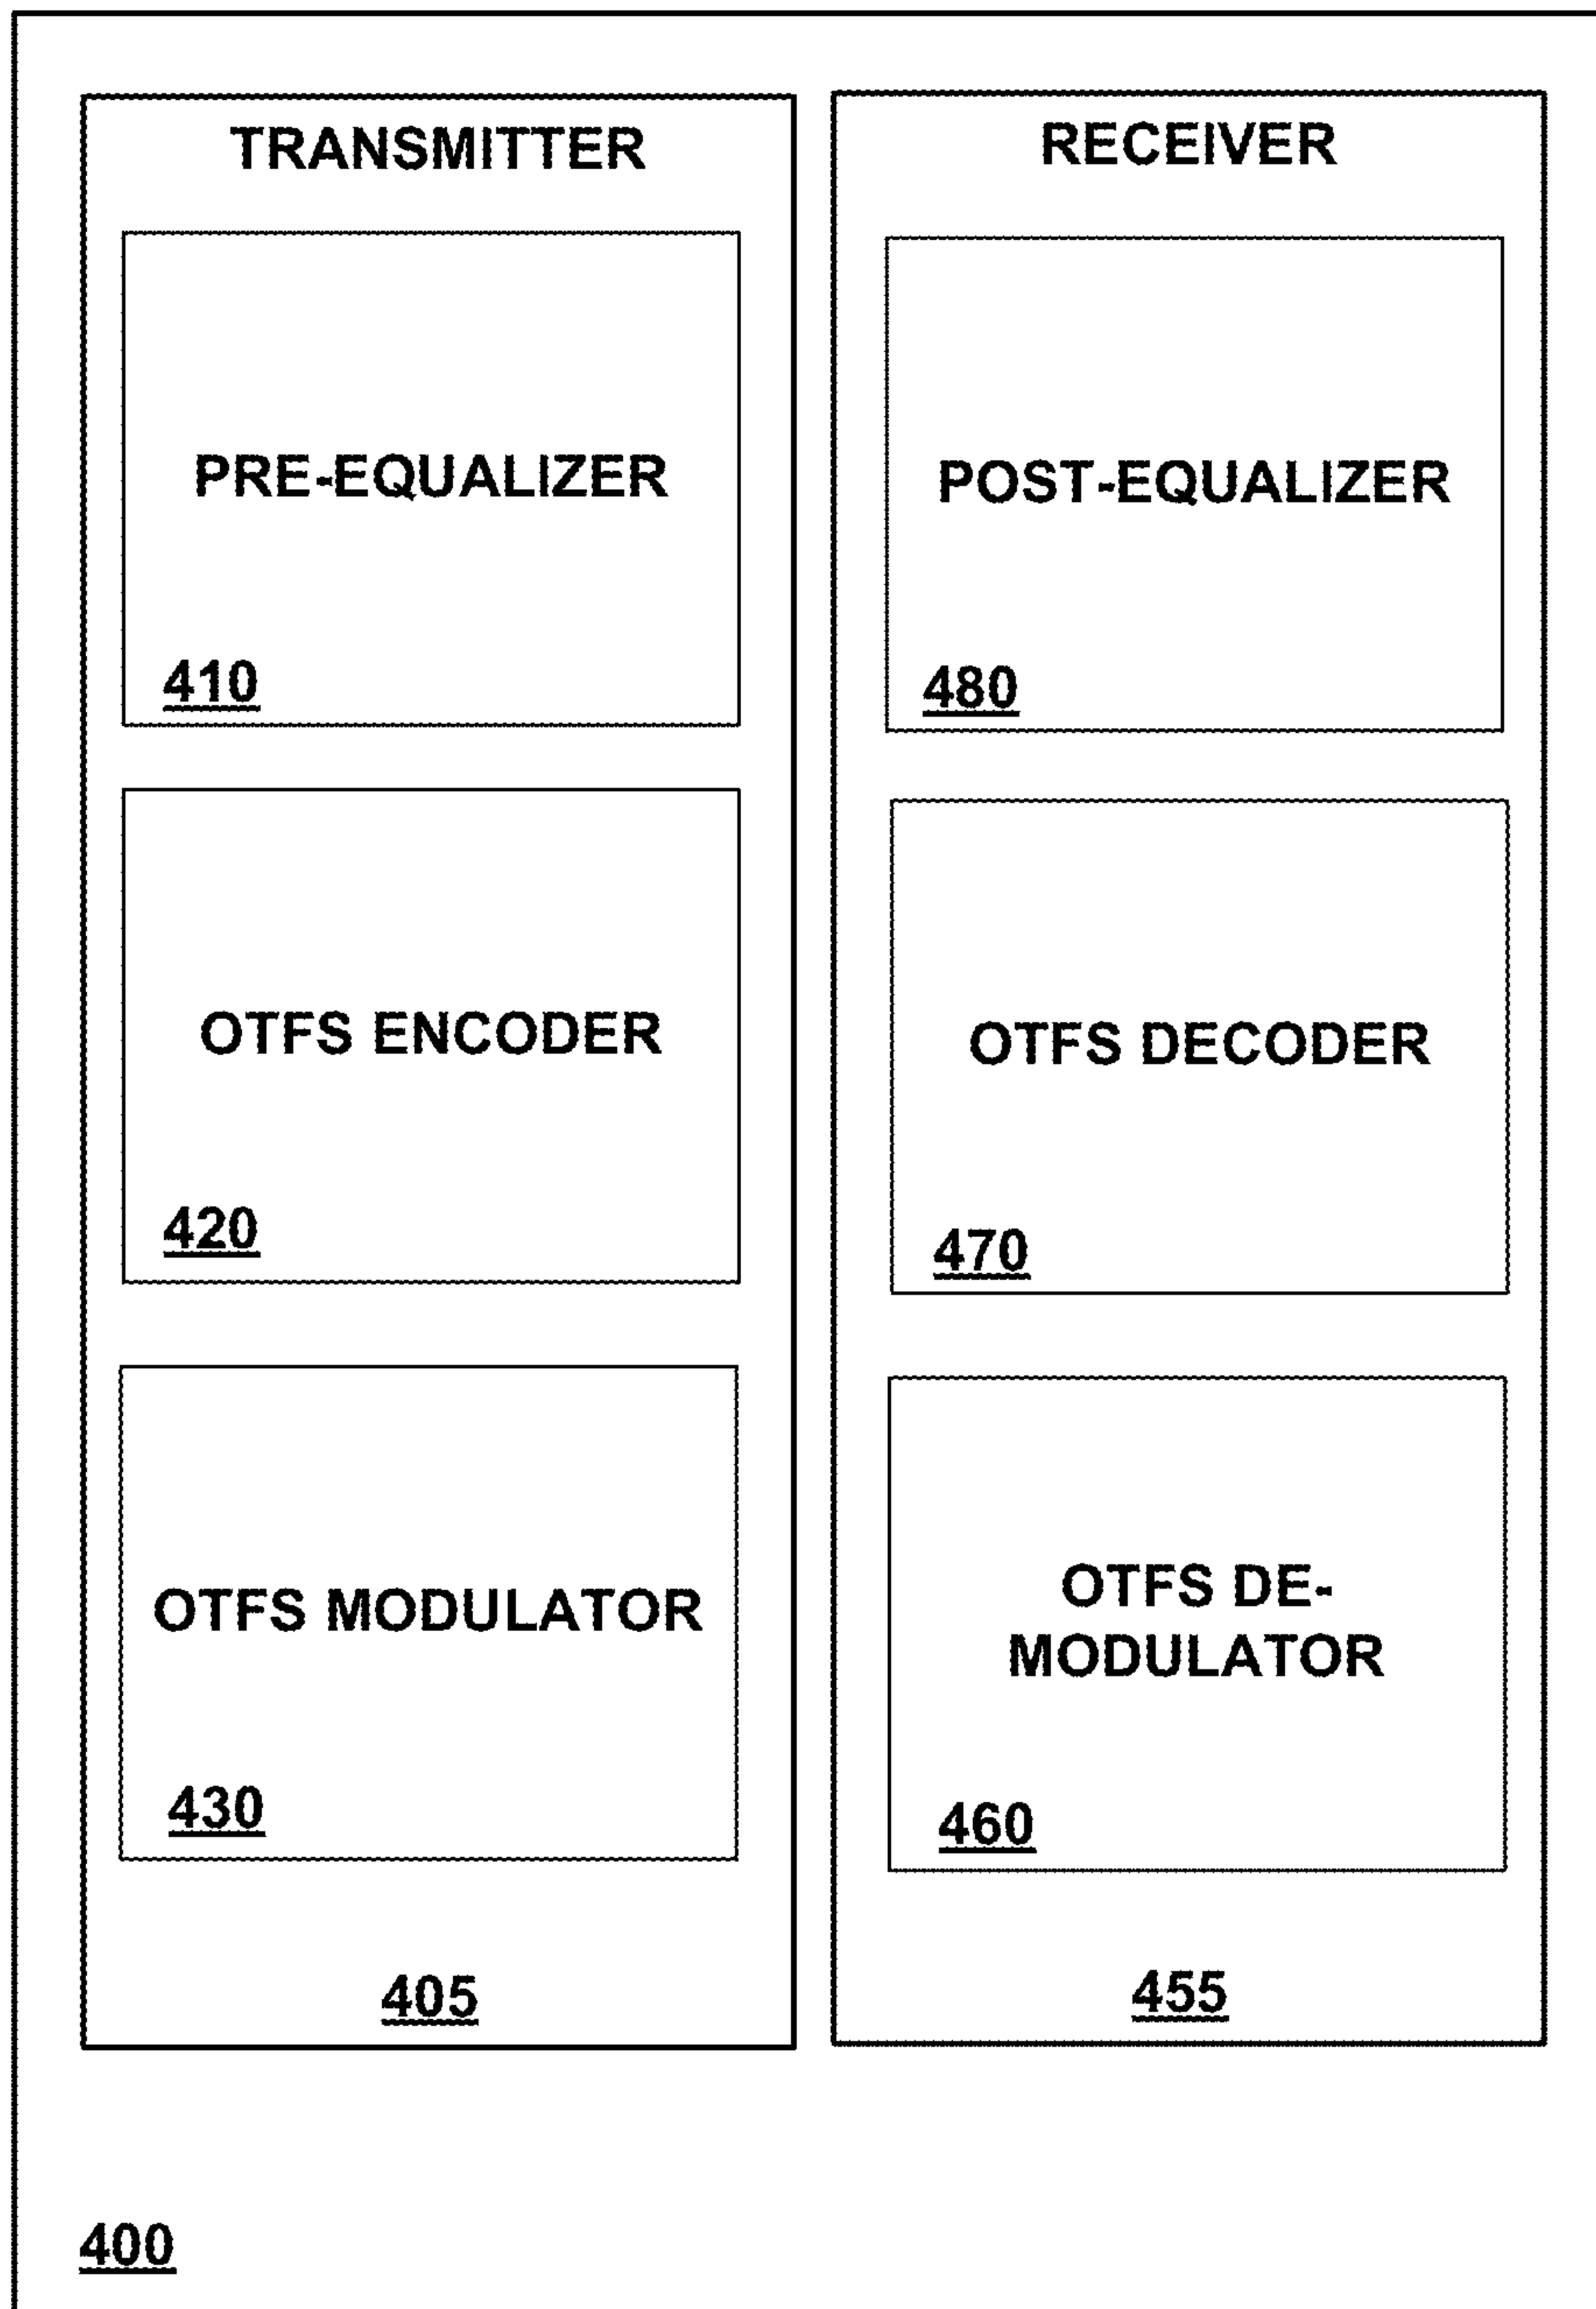 TRANSMITTER
PRE-EQUALIZER
410
OTFS ENCODER
420
OTFS MODULATOR
430
405
RECEIVER
POST-EQUALIZER
480
OTFS DECODER
470
OTFS DE-
MODULATOR
460
455
400